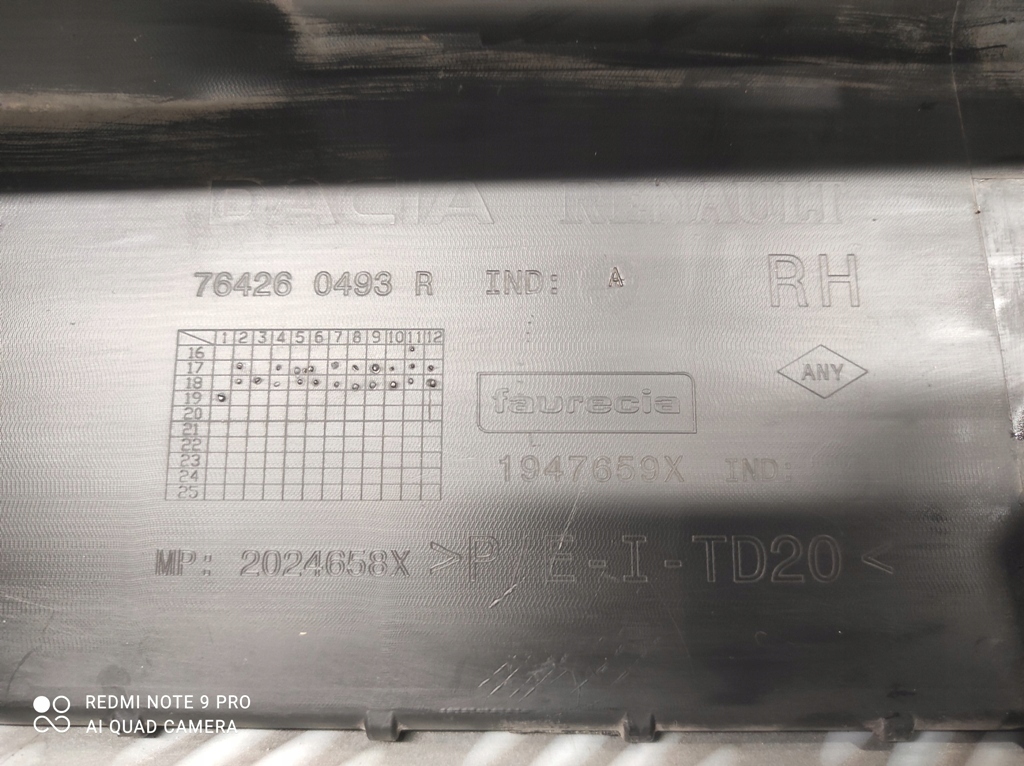 DACIA RENAULT
76426 0493 R IND: A RH
1 2 3 4 5 6 7 8 9 10 11 12
16
17
18
19
20
21
22
23
24
25
ANY
faurecia
1947659X IND:
MP: 2024658X >P/E-I-TD20<
REDMI NOTE 9 PRO
AI QUAD CAMERA